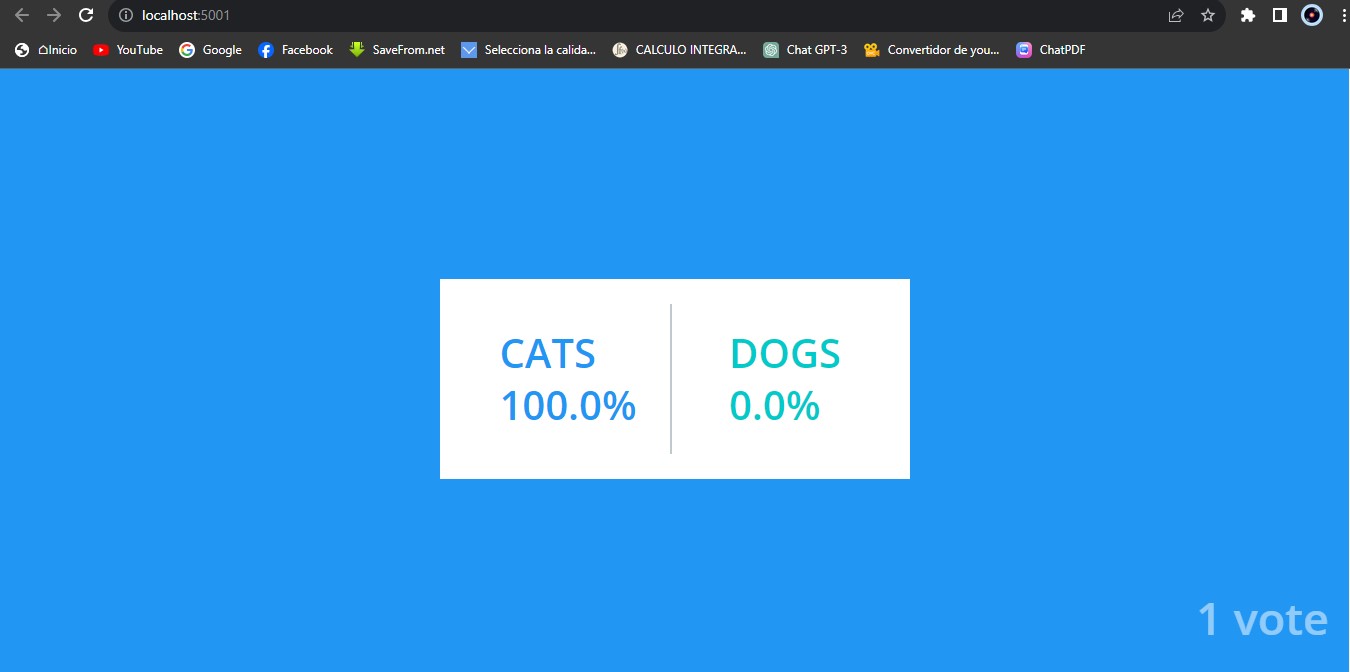 localhost:5001
⌂Inicio YouTube Google Facebook SaveFrom.net Selecciona la calida... CALCULO INTEGRA... Chat GPT-3 Convertidor de you... ChatPDF
CATS
100.0%
DOGS
0.0%
1 vote